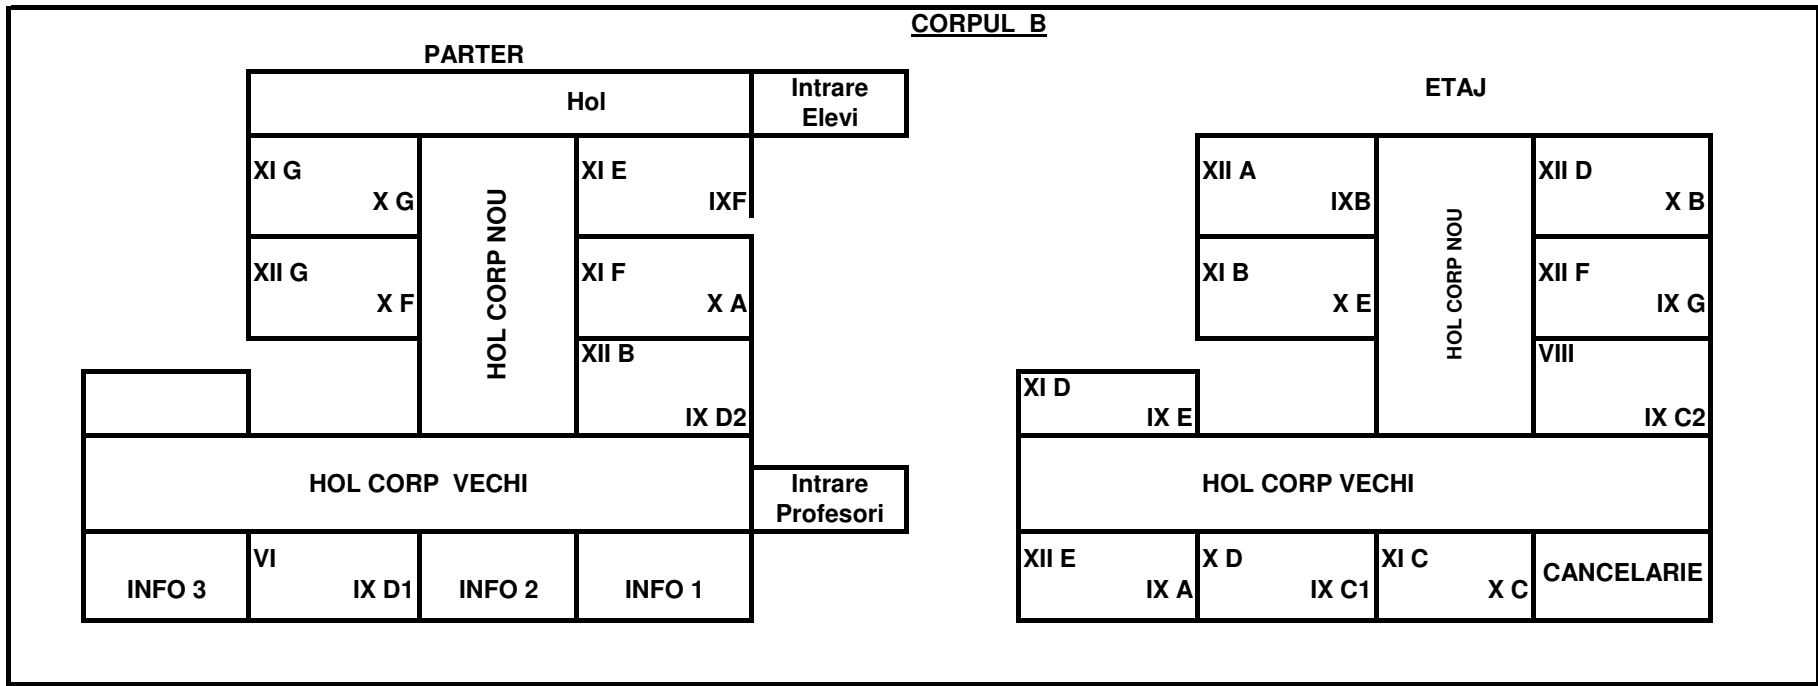 CORPUL B
PARTER
Hol
Intrare
Elevi
XI G
X G
HOL CORP NOU
XI E
IXF
XII G
X F
XI F
X A
XII B
IX D2
HOL CORP VECHI
Intrare
Profesori
INFO 3
VI
IX D1
INFO 2
INFO 1
ETAJ
XII A
IXB
HOL CORP NOU
XII D
X B
XI B
X E
XII F
IX G
VIII
IX C2
XI D
IX E
HOL CORP VECHI
XII E
IX A
X D
IX C1
XI C
X C
CANCELARIE